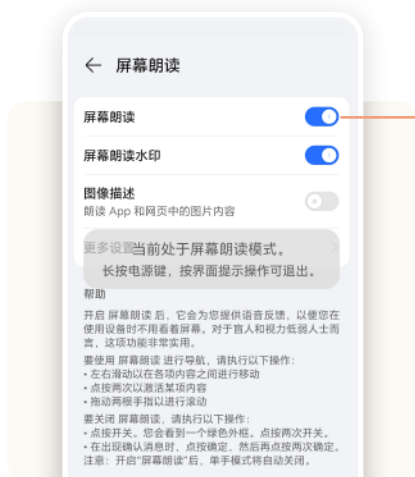 屏幕朗读
屏幕朗读
屏幕朗读水印
图像描述
朗读 App 和网页中的图片内容
更多设置
当前处于屏幕朗读模式。
长按电源键，按界面提示操作可退出。
帮助
开启 屏幕朗读 后，它会为您提供语音反馈，以便您在
使用设备时不用看着屏幕。对于盲人和视力低弱人士而
言，这项功能非常实用。
要使用 屏幕朗读 进行导航，请执行以下操作：
• 左右滑动以在各项内容之间进行移动
• 点按两次以激活某项内容
• 拖动两根手指以进行滚动
要关闭 屏幕朗读，请执行以下操作：
• 点按开关。您会看到一个绿色外框。点按两次开关。
• 在出现确认消息时，点按确定，然后再点按两次确定。
注意：开启“屏幕朗读”后，单手模式将自动关闭。